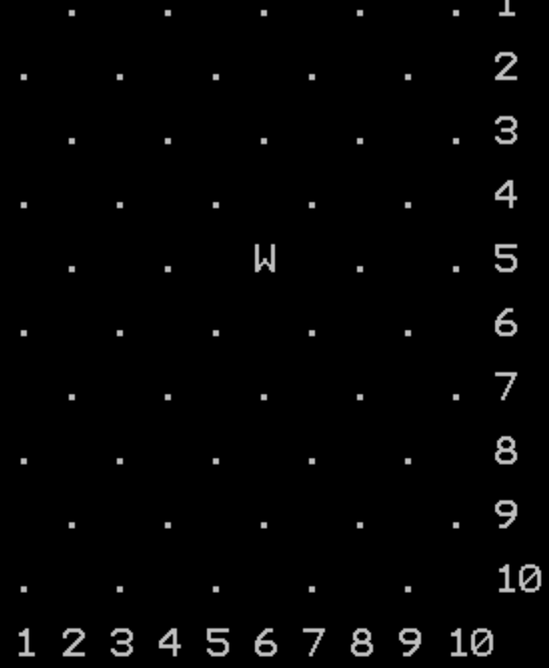 . . . . . 1
. . . . . 2
. . . . . 3
. . . . . 4
. . W . . 5
. . . . . 6
. . . . . 7
. . . . . 8
. . . . . 9
. . . . . 10
1 2 3 4 5 6 7 8 9 10